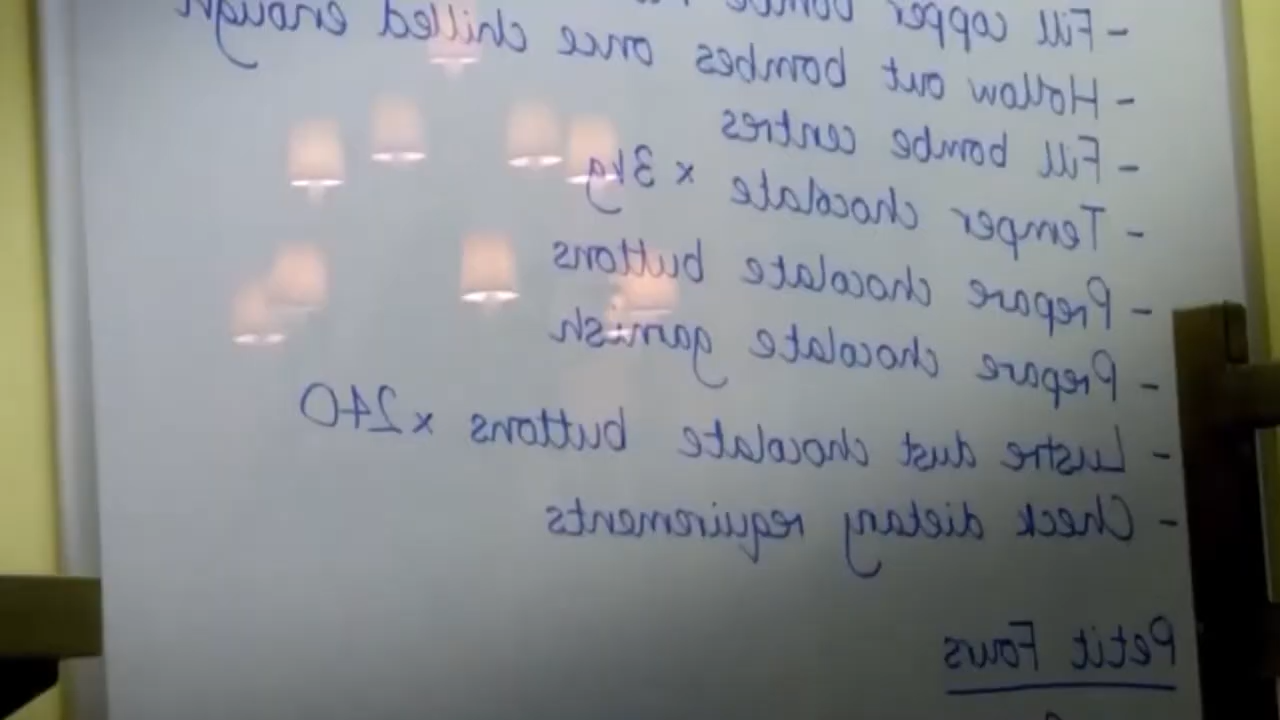 - Fill copper bombe
- Hollow out bombes once chilled enough
- Fill bombe centres
- Temper chocolate x 3kg
- Prepare chocolate buttons
- Prepare chocolate garnish
- Lustre dust chocolate buttons x 240
- Check dietary requirements
Petit Fours